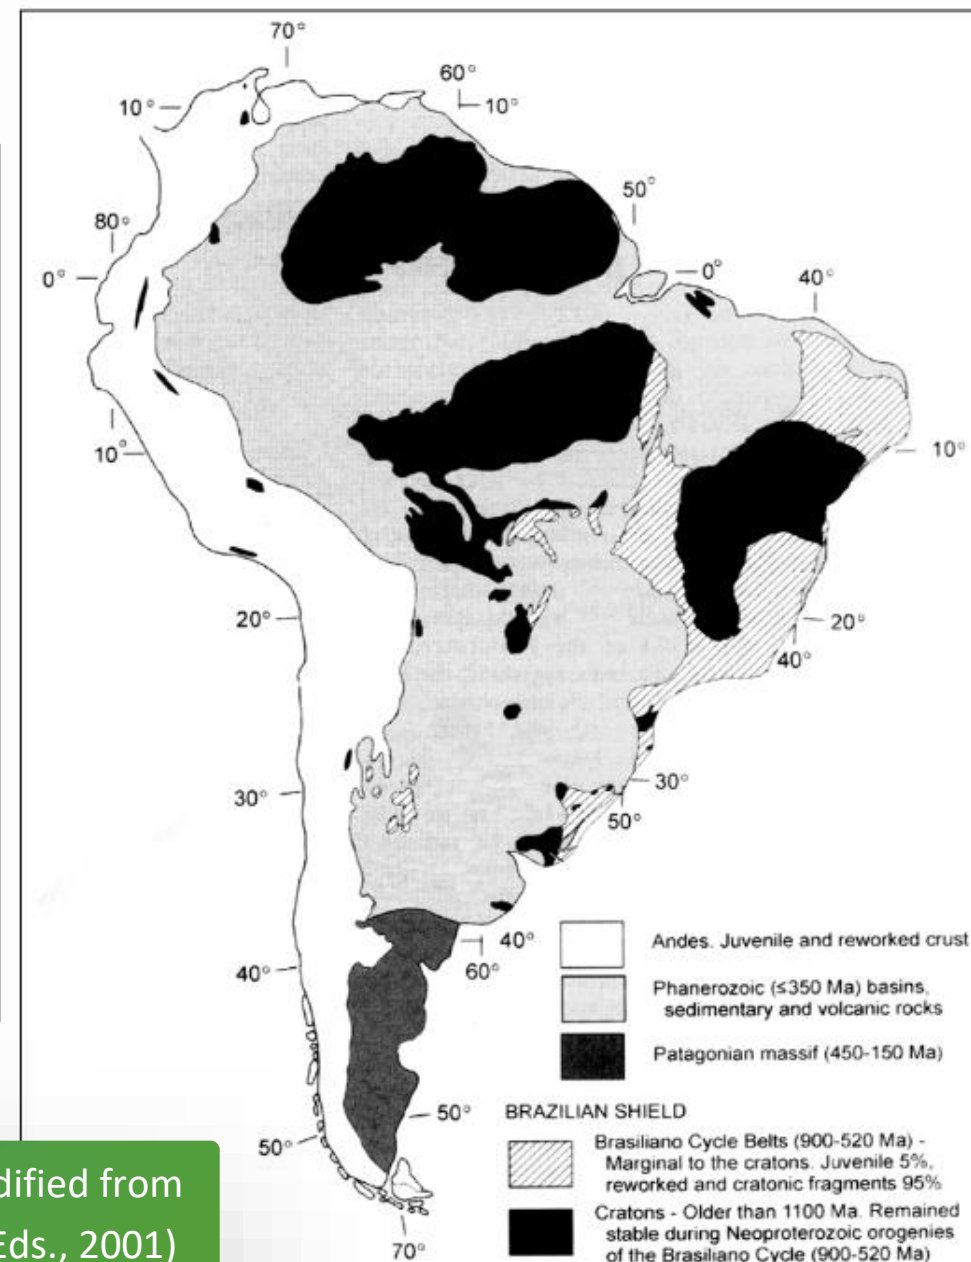 70°
60°
10°
10°
50°
80°
0°
0°
40°
10°
10°
20°
20°
40°
30°
30°
50°
40°
60°
40°
50°
50°
70°
Andes. Juvenile and reworked crust
Phanerozoic (≤350 Ma) basins,
sedimentary and volcanic rocks
Patagonian massif (450-150 Ma)
BRAZILIAN SHIELD
Brasiliano Cycle Belts (900-520 Ma) -
Marginal to the cratons. Juvenile 5%,
reworked and cratonic fragments 95%
Cratons - Older than 1100 Ma. Remained
stable during Neoproterozoic orogenies
of the Brasiliano Cycle (900-520 Ma)
dified from
Eds., 2001)